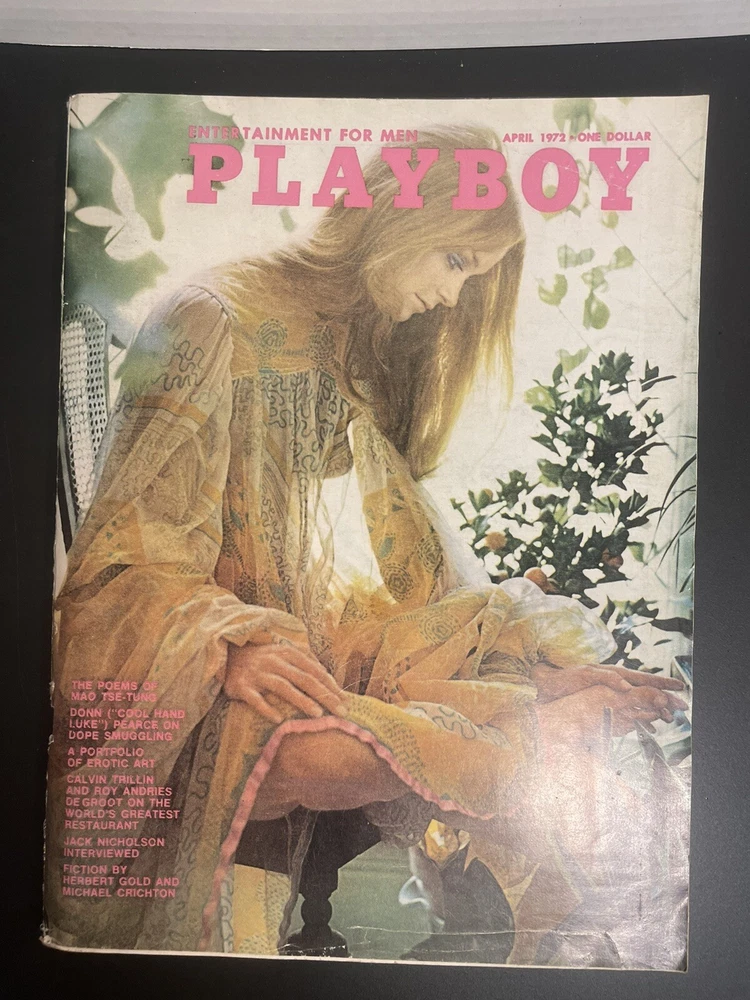 ENTERTAINMENT FOR MEN
APRIL 1972 • ONE DOLLAR
PLAYBOY
THE POEMS OF
MAO TSE-TUNG
DONN ("COOL HAND
LUKE") PEARCE ON
DOPE SMUGGLING
A PORTFOLIO
OF EROTIC ART
CALVIN TRILLIN
AND ROY ANDRIES
DE GROOT ON THE
WORLD'S GREATEST
RESTAURANT
JACK NICHOLSON
INTERVIEWED
FICTION BY
HERBERT GOLD AND
MICHAEL CRICHTON